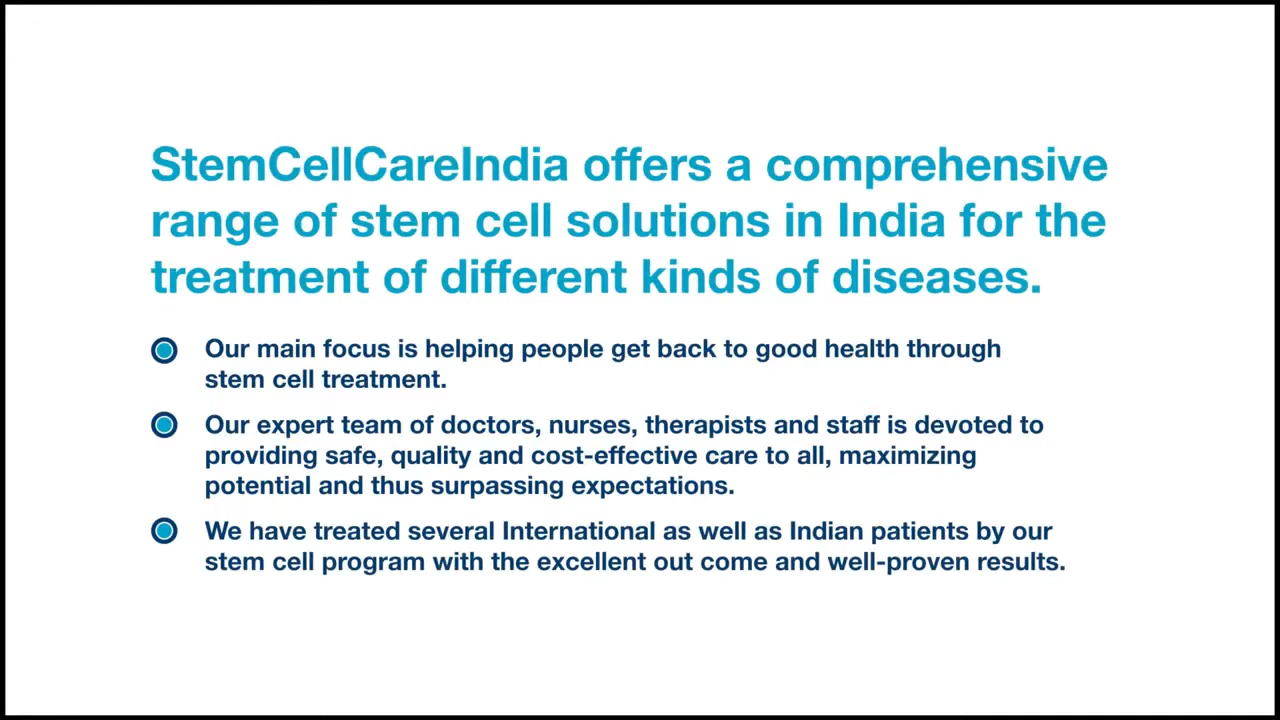 StemCellCareIndia offers a comprehensive
range of stem cell solutions in India for the
treatment of different kinds of diseases.
Our main focus is helping people get back to good health through
stem cell treatment.
Our expert team of doctors, nurses, therapists and staff is devoted to
providing safe, quality and cost-effective care to all, maximizing
potential and thus surpassing expectations.
We have treated several International as well as Indian patients by our
stem cell program with the excellent out come and well-proven results.